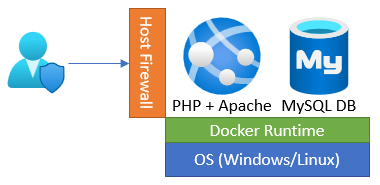 Host Firewall
My
PHP + Apache
MySQL DB
Docker Runtime
OS (Windows/Linux)